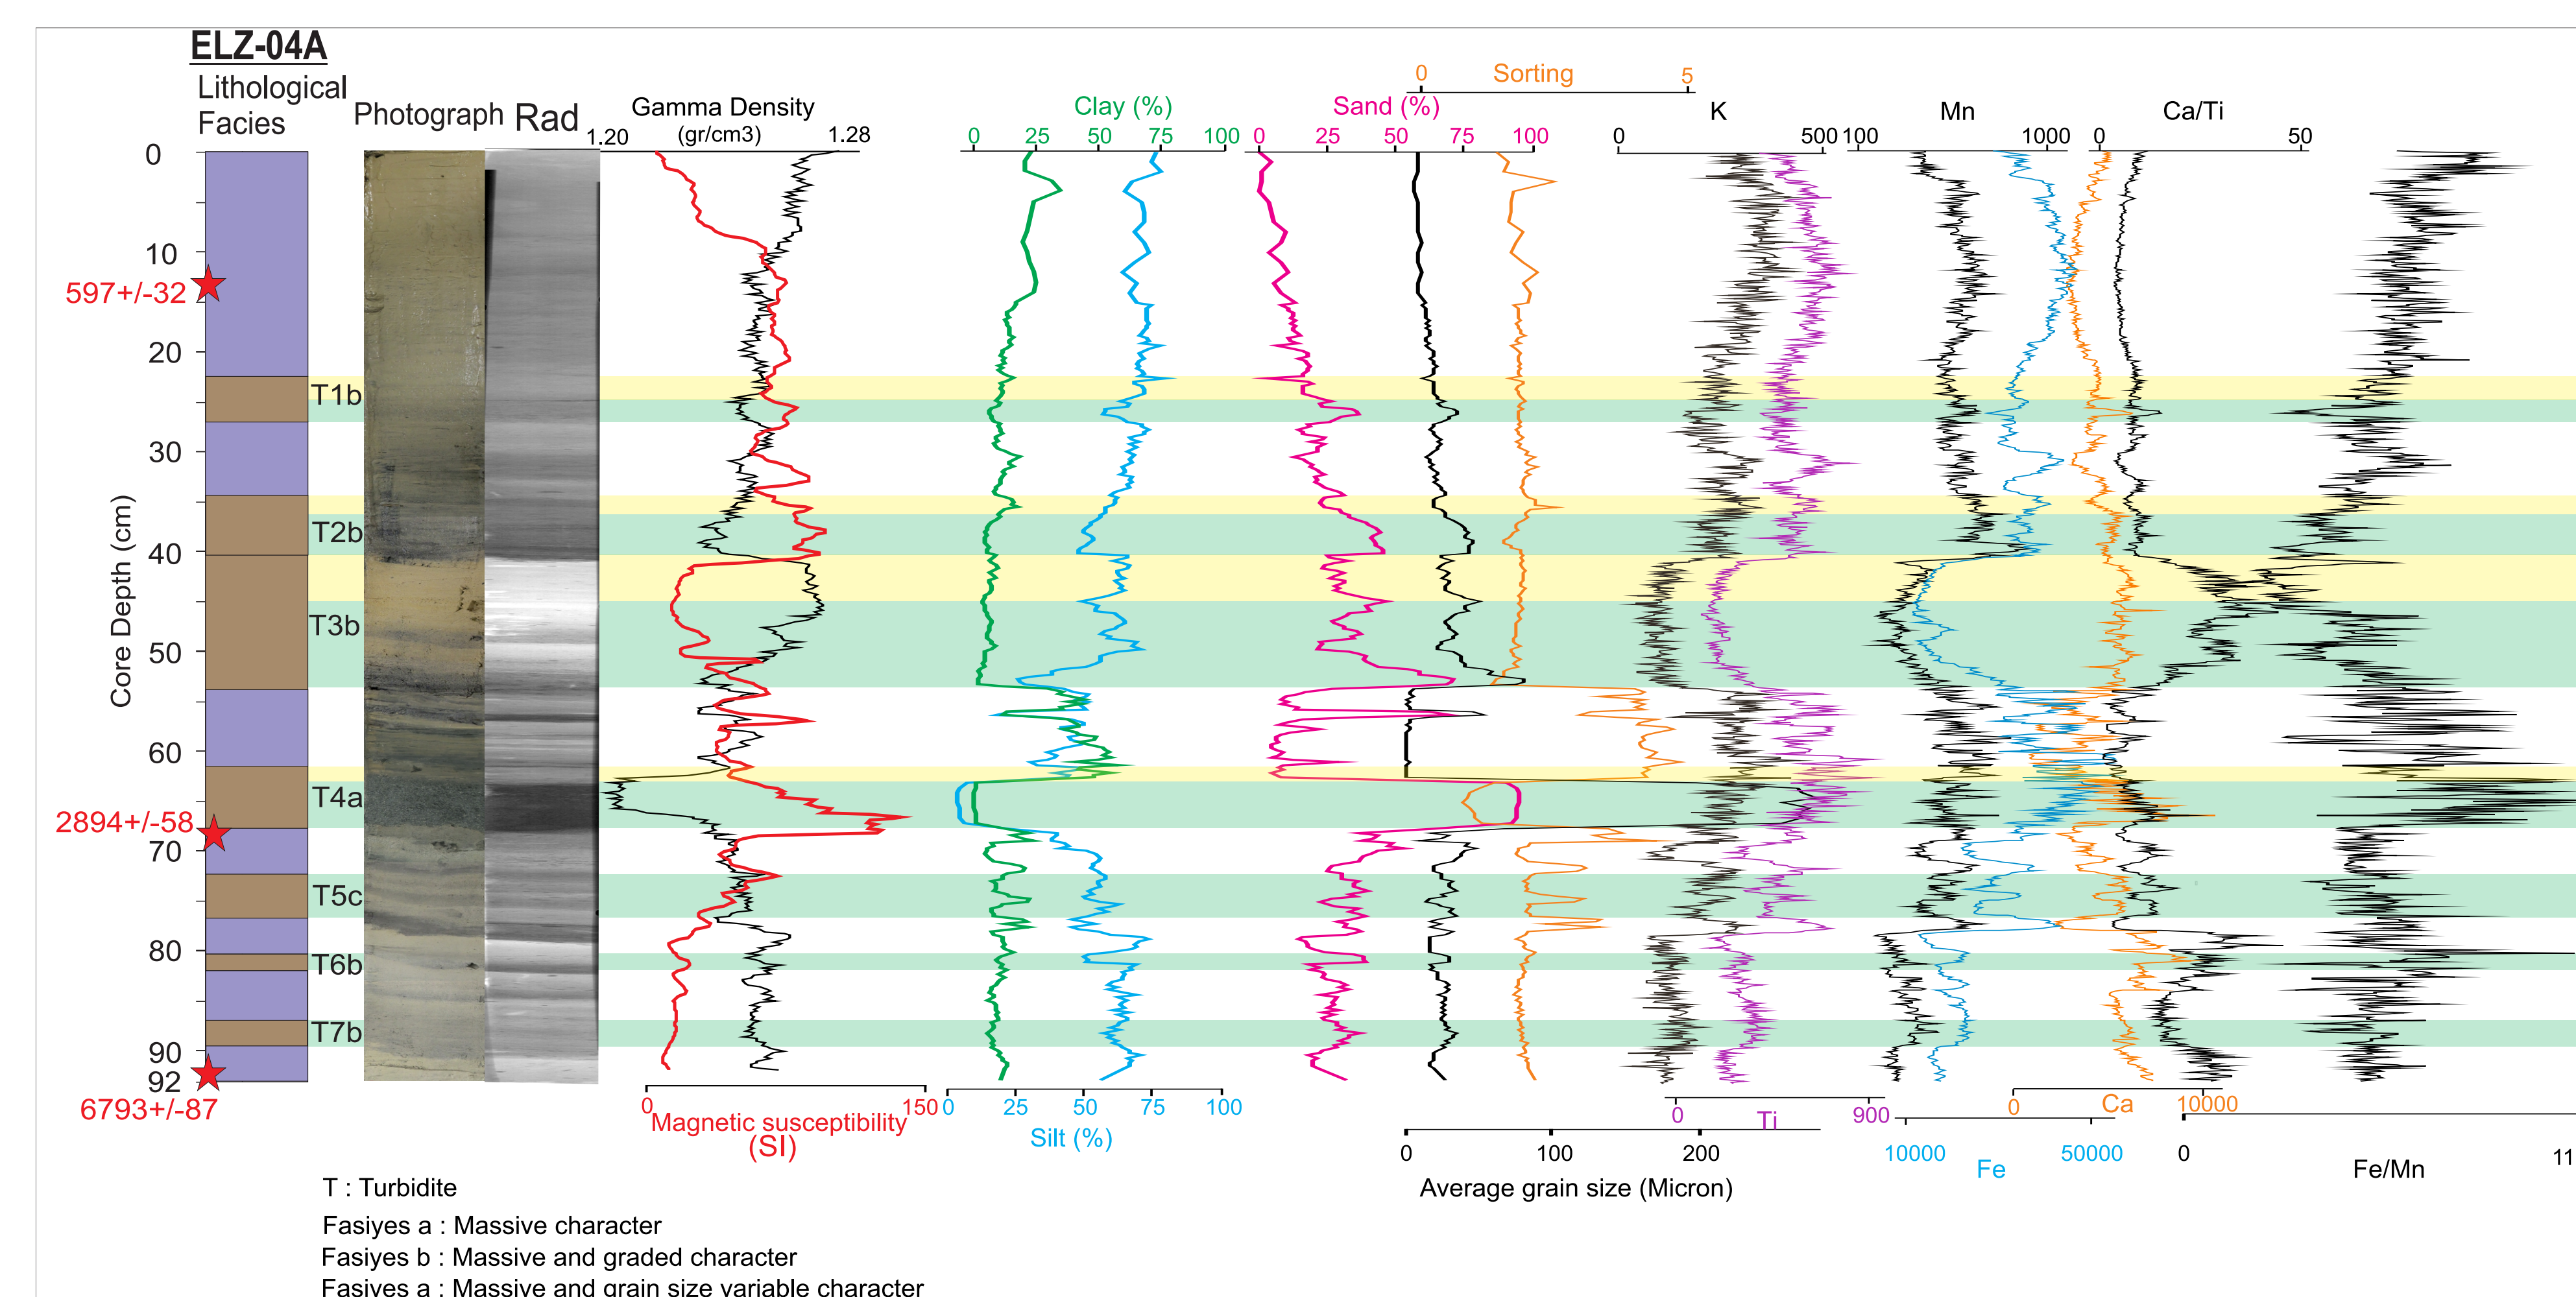 ELZ-04A
Lithological
Facies
Photograph
Rad
Gamma Density
(gr/cm3)
1.20
1.28
Clay (%)
0 25 50 75 100
Sand (%)
0 25 50 75 100
0 Sorting 5
K
0 500
Mn
100 1000
Ca/Ti
0 50
Core Depth (cm)
0
10
20
30
40
50
60
70
80
90
92
597+/-32
2894+/-58
6793+/-87
T1b
T2b
T3b
T4a
T5c
T6b
T7b
0 150
Magnetic susceptibility
(SI)
0 25 50 75 100
Silt (%)
0 100 200
Average grain size (Micron)
0 Ti 900
10000 Fe 50000
0 Ca 10000
0 11
Fe/Mn
T : Turbidite
Fasiyes a : Massive character
Fasiyes b : Massive and graded character
Fasiyes a : Massive and grain size variable character